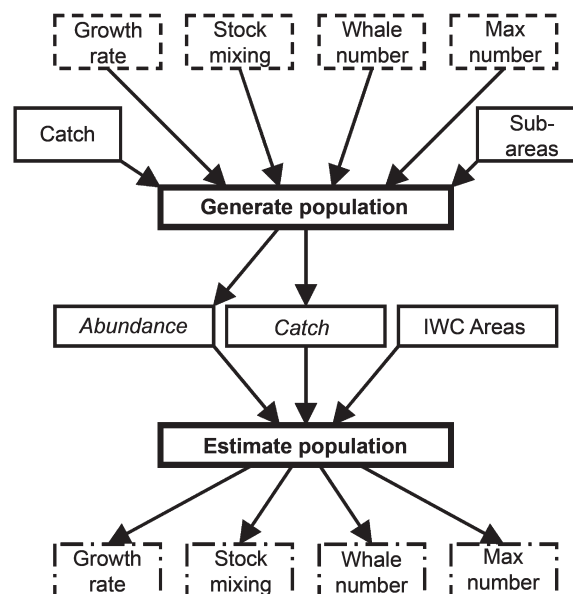 Growth
rate
Stock
mixing
Whale
number
Max
number
Catch
Sub-
areas
Generate population
Abundance
Catch
IWC Areas
Estimate population
Growth
rate
Stock
mixing
Whale
number
Max
number